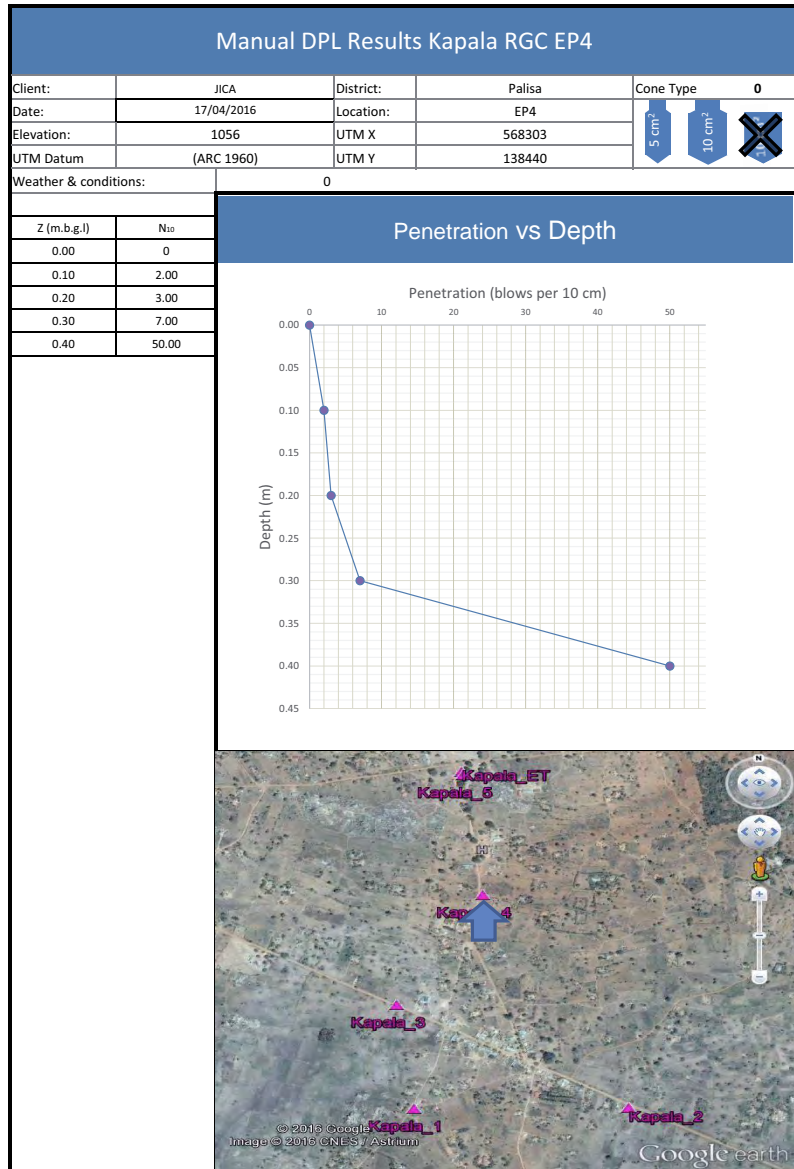 Manual DPL Results Kapala RGC EP4
Client: JICA District: Palisa Cone Type 0
Date: 17/04/2016 Location: EP4
Elevation: 1056 UTM X 568303
UTM Datum (ARC 1960) UTM Y 138440
5 cm²
10 cm²
Weather & conditions: 0
Z (m.b.g.l) N10
0.00 0
0.10 2.00
0.20 3.00
0.30 7.00
0.40 50.00
Penetration vs Depth
Penetration (blows per 10 cm)
0 10 20 30 40 50
0.00
0.05
0.10
0.15
0.20
0.25
0.30
0.35
0.40
0.45
Depth (m)
N
Kapala_ET
Kapala_5
H
Kapala_3
Kapala_1
Kapala_2
© 2016 Google
Image © 2016 CNES / Astrium
Google earth